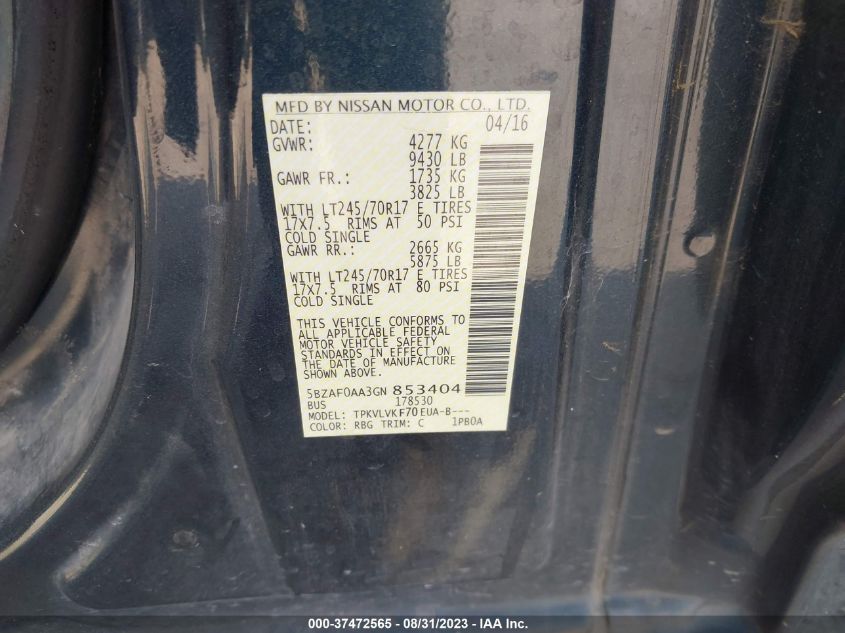 MFD BY NISSAN MOTOR CO., LTD.
DATE: 04/16
GVWR: 4277 KG
9430 LB
GAWR FR.: 1735 KG
3825 LB
WITH LT245/70R17 E TIRES
17X7.5 RIMS AT 50 PSI
COLD SINGLE
GAWR RR.: 2665 KG
5875 LB
WITH LT245/70R17 E TIRES
17X7.5 RIMS AT 80 PSI
COLD SINGLE
THIS VEHICLE CONFORMS TO
ALL APPLICABLE FEDERAL
MOTOR VEHICLE SAFETY
STANDARDS IN EFFECT ON
THE DATE OF MANUFACTURE
SHOWN ABOVE.
5BZAF0AA3GN 853404
BUS 178530
MODEL: TPKVLVKF70EUA-B---
COLOR: RBG TRIM: C 1PB0A
000-37472565 - 08/31/2023 - IAA Inc.